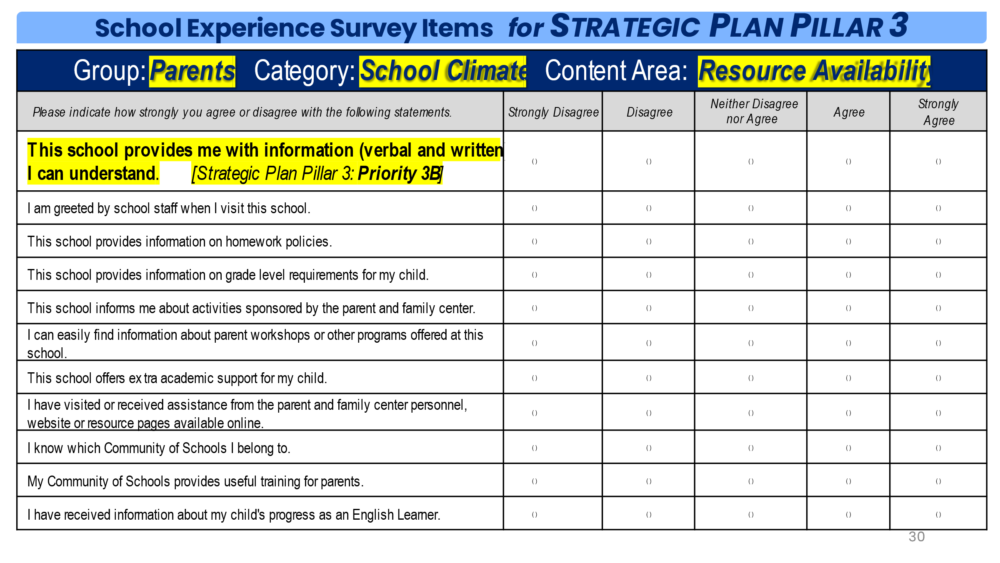 School Experience Survey Items for STRATEGIC PLAN PILLAR 3
Group: Parents Category: School Climate Content Area: Resource Availability
Please indicate how strongly you agree or disagree with the following statements.
Strongly Disagree
Disagree
Neither Disagree
nor Agree
Agree
Strongly
Agree
This school provides me with information (verbal and written)
I can understand. [Strategic Plan Pillar 3: Priority 3B]
() () () () ()
I am greeted by school staff when I visit this school.
() () () () ()
This school provides information on homework policies.
() () () () ()
This school provides information on grade level requirements for my child.
() () () () ()
This school informs me about activities sponsored by the parent and family center.
() () () () ()
I can easily find information about parent workshops or other programs offered at this
school.
() () () () ()
This school offers extra academic support for my child.
() () () () ()
I have visited or received assistance from the parent and family center personnel,
website or resource pages available online.
() () () () ()
I know which Community of Schools I belong to.
() () () () ()
My Community of Schools provides useful training for parents.
() () () () ()
I have received information about my child's progress as an English Learner.
() () () () ()
30